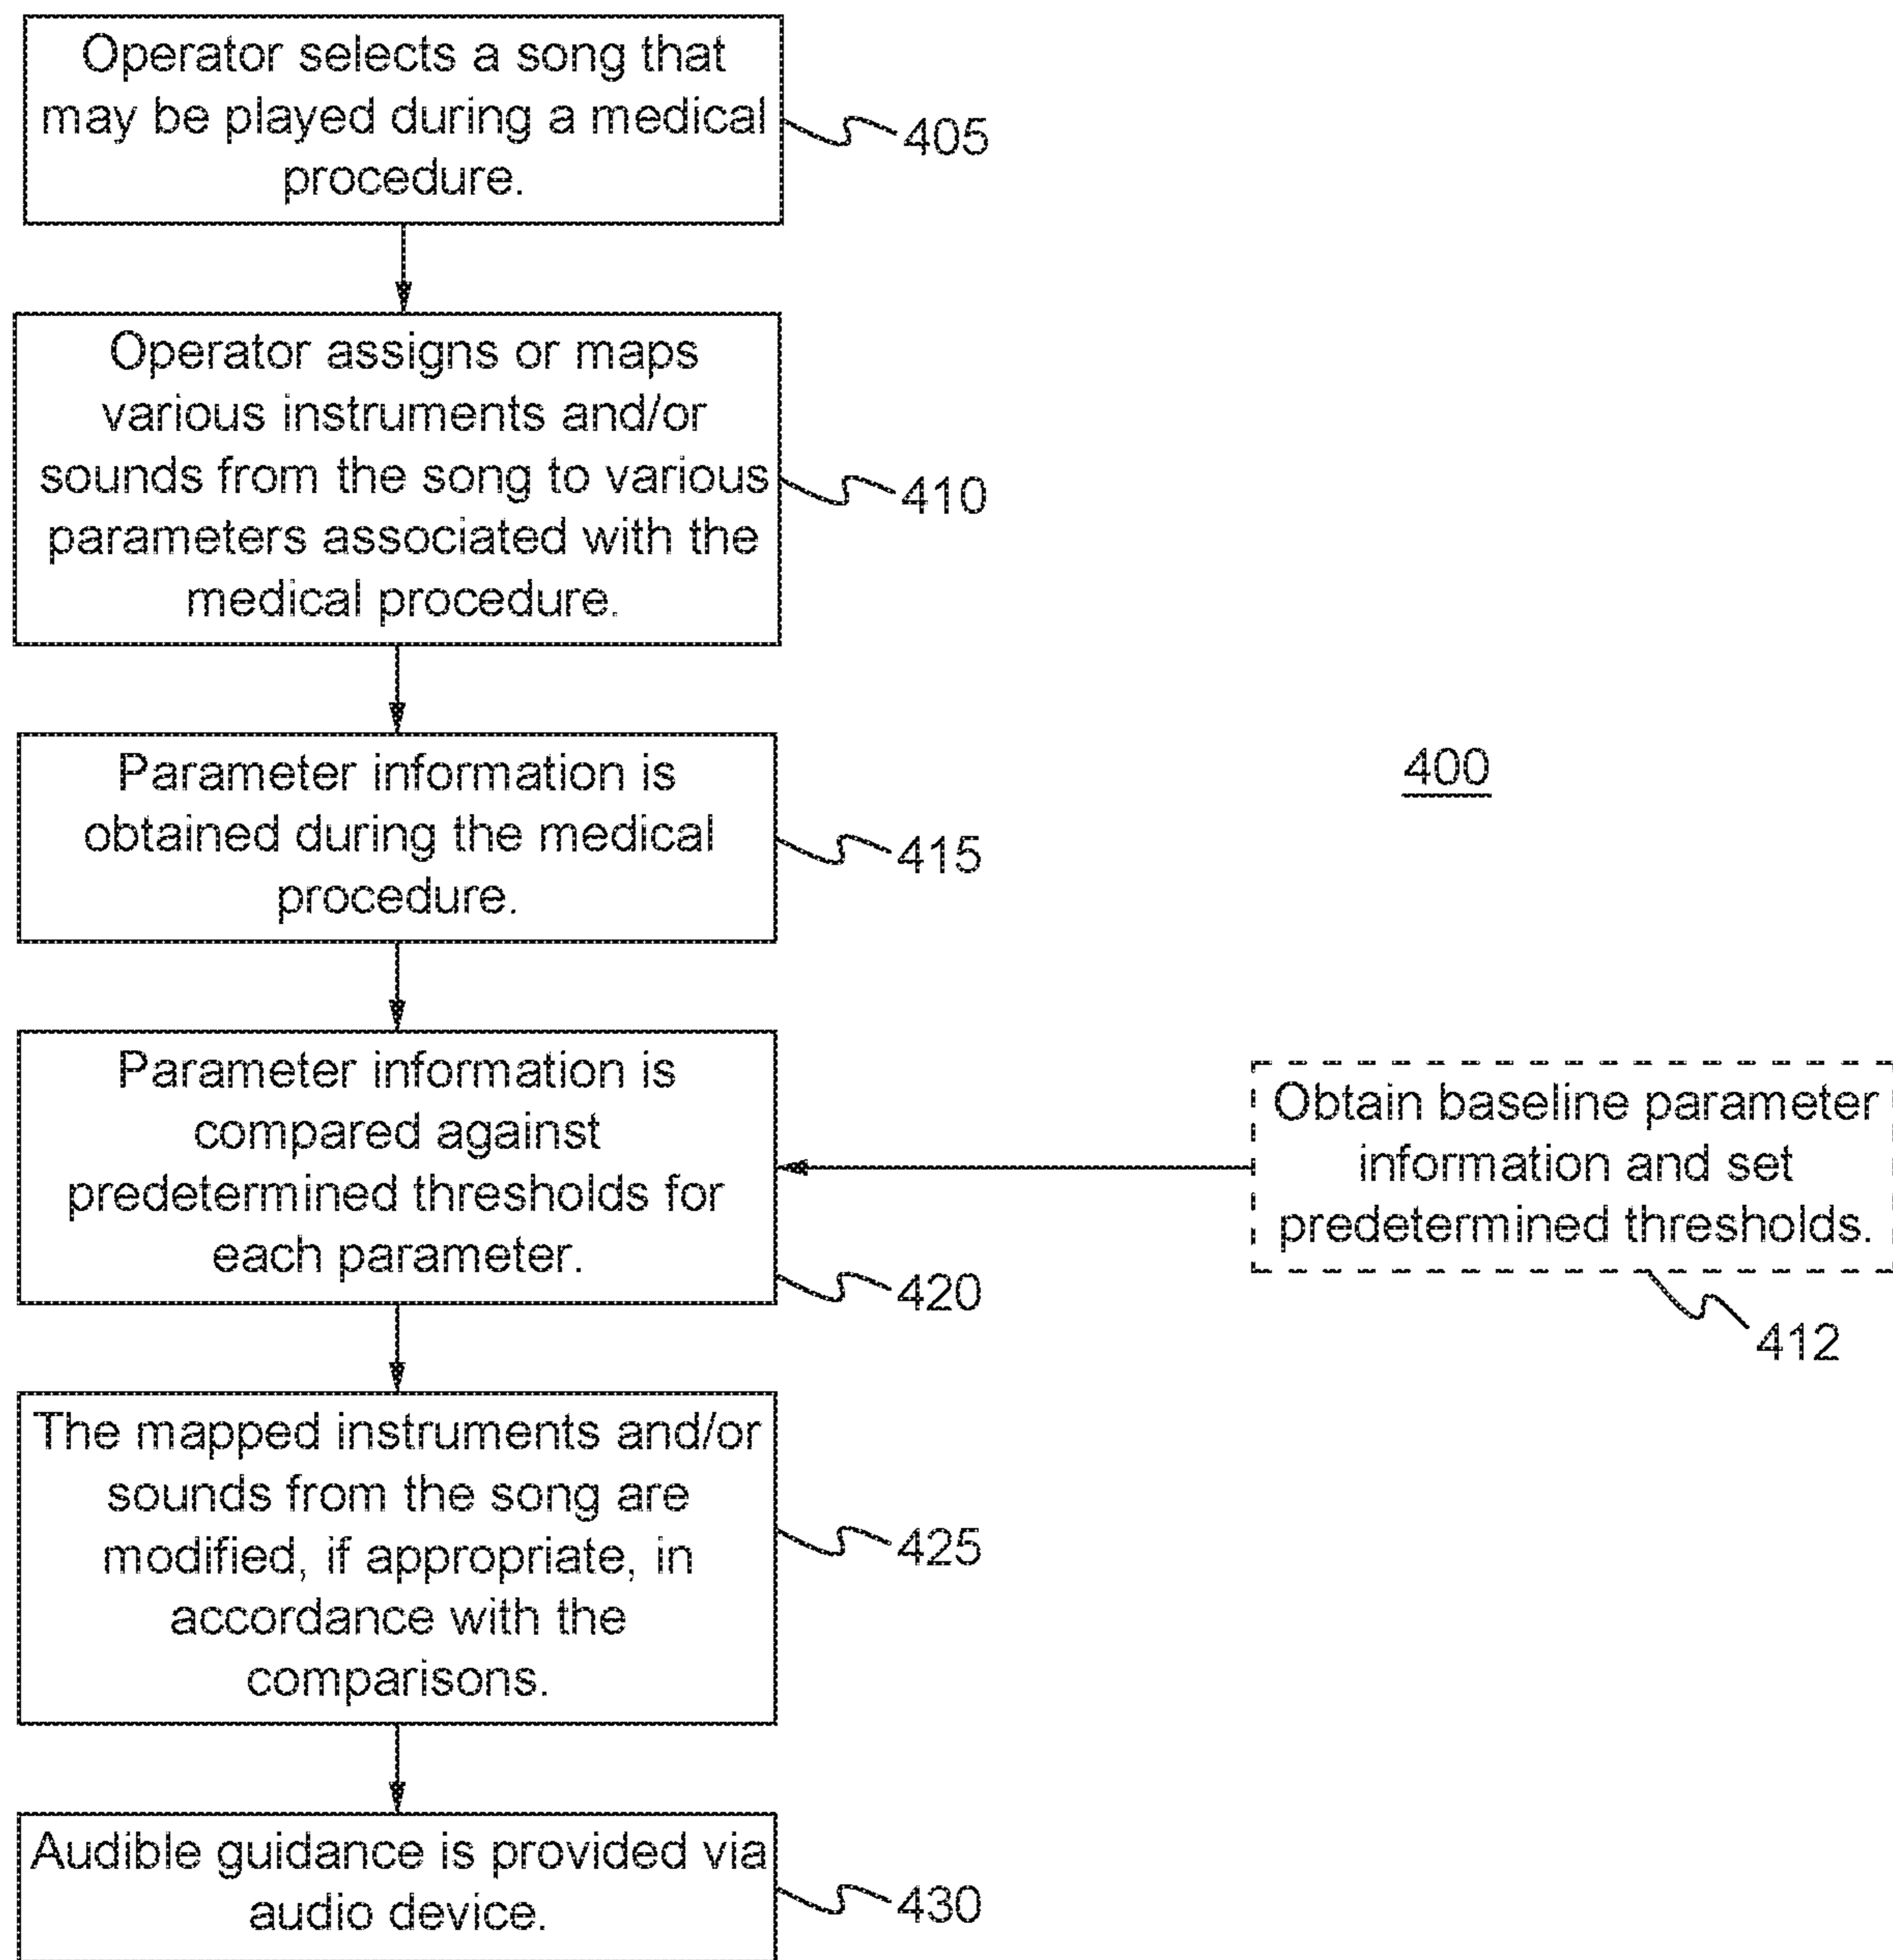 Operator selects a song that
may be played during a medical
procedure.
405
Operator assigns or maps
various instruments and/or
sounds from the song to various
parameters associated with the
medical procedure.
410
Parameter information is
obtained during the medical
procedure.
415
400
Parameter information is
compared against
predetermined thresholds for
each parameter.
420
Obtain baseline parameter
information and set
predetermined thresholds.
412
The mapped instruments and/or
sounds from the song are
modified, if appropriate, in
accordance with the
comparisons.
425
Audible guidance is provided via
audio device.
430